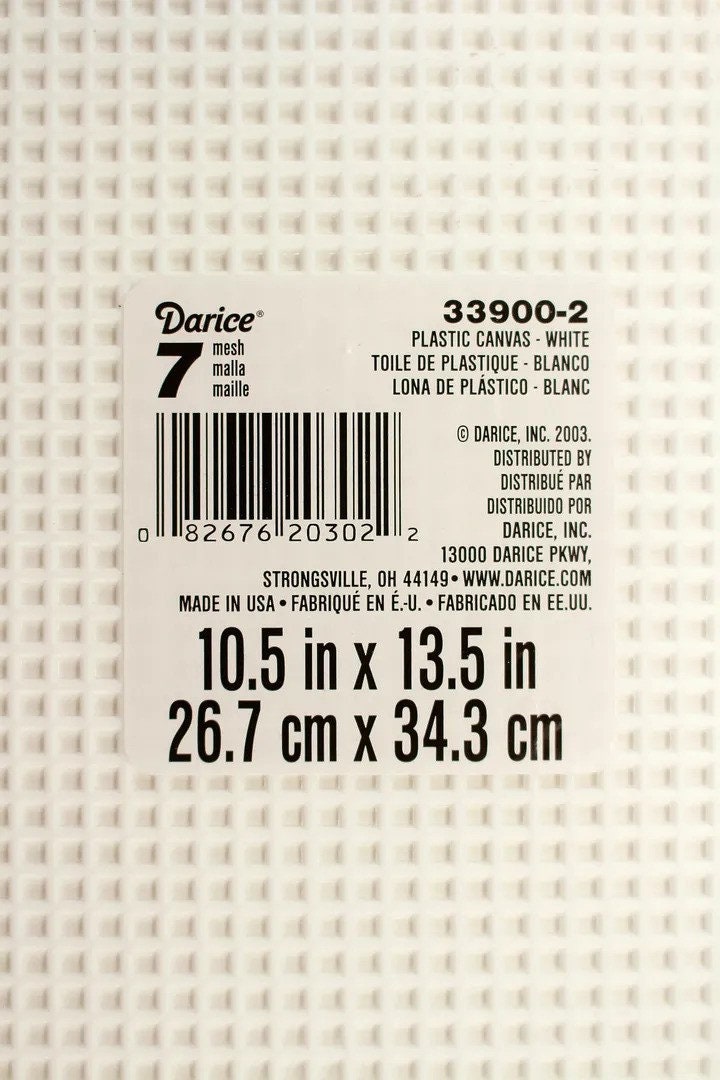 Darice®
7 mesh
malla
maille
33900-2
PLASTIC CANVAS - WHITE
TOILE DE PLASTIQUE - BLANCO
LONA DE PLÁSTICO - BLANC
0 82676 20302 2
© DARICE, INC. 2003.
DISTRIBUTED BY
DISTRIBUÉ PAR
DISTRIBUIDO POR
DARICE, INC.
13000 DARICE PKWY,
STRONGSVILLE, OH 44149 • WWW.DARICE.COM
MADE IN USA • FABRIQUÉ EN É.-U. • FABRICADO EN EE.UU.
10.5 in x 13.5 in
26.7 cm x 34.3 cm